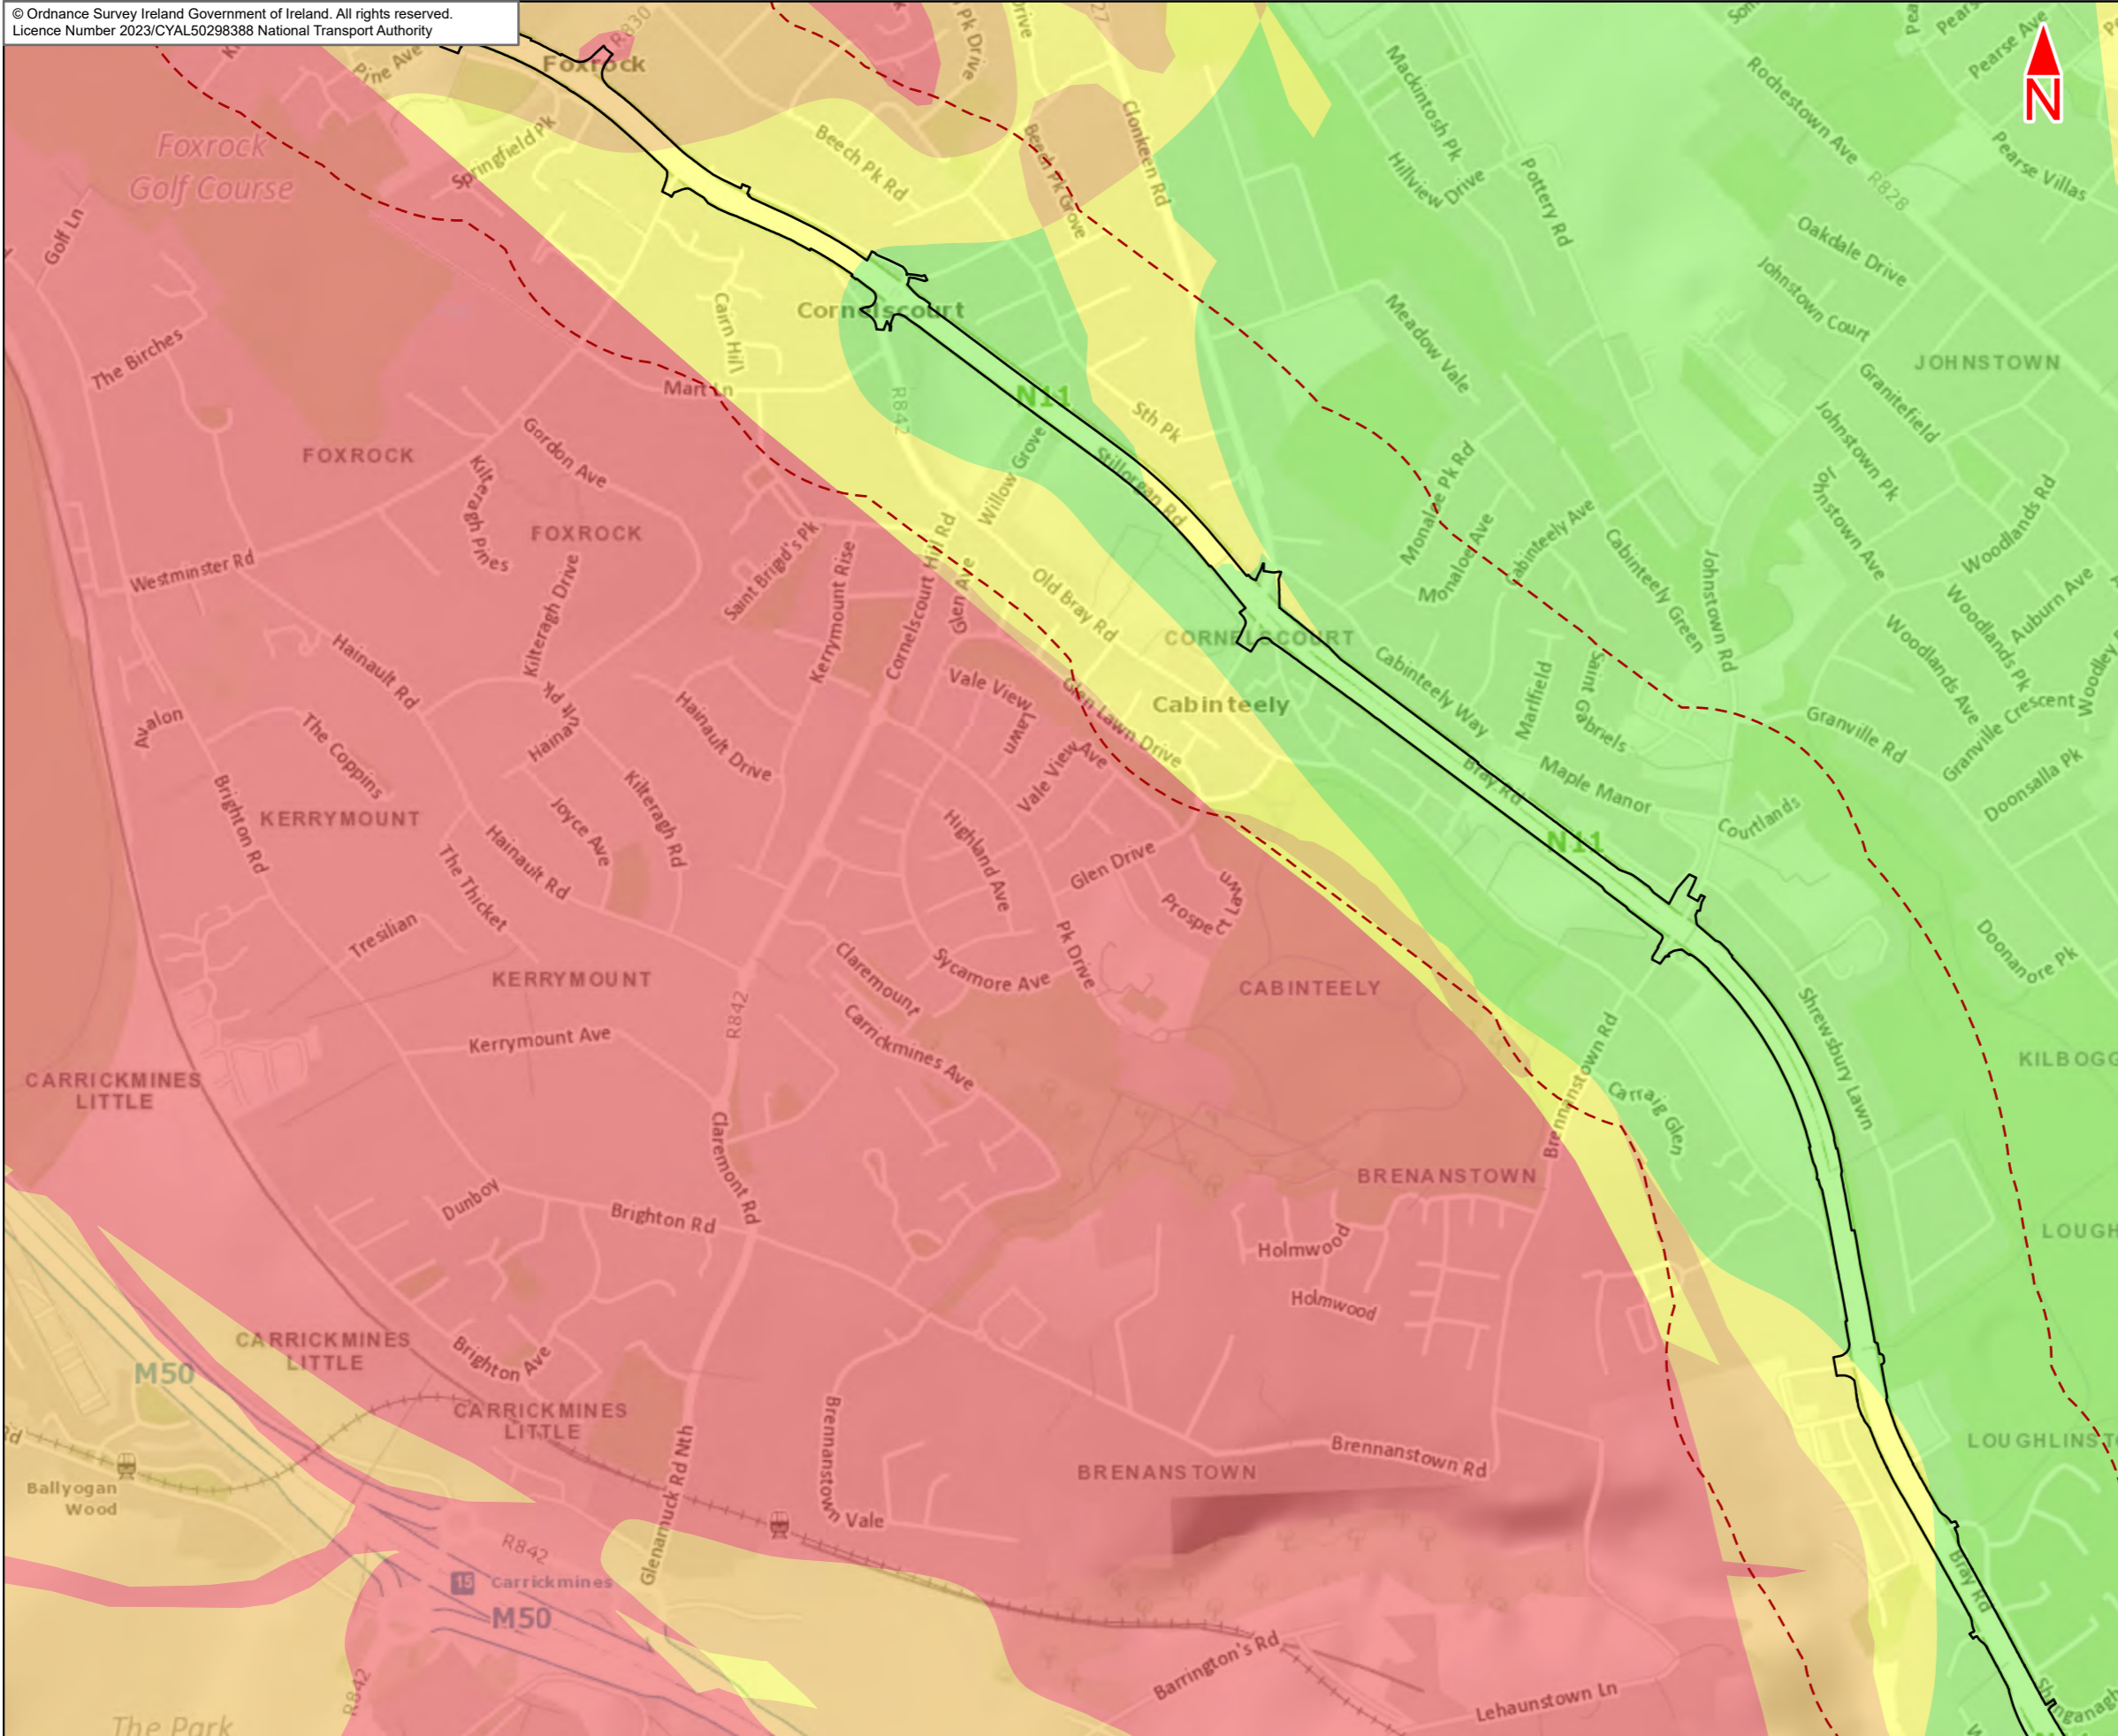 © Ordnance Survey Ireland Government of Ireland. All rights reserved.
Licence Number 2023/CYAL50298388 National Transport Authority
N
R830
Foxrock
Pine Ave
Pk Drive
Drive
27
Mackintosh Pk
Rochestown Ave
Pearse Ave
Pearse Villas
R828
Foxrock
Golf Course
Springfield Pk
Beech Pk Rd
Beech Pk Grove
Clonkeen Rd
Hillview Drive
Pottery Rd
Oakdale Drive
Johnstown Court
JOHNSTOWN
Golf Ln
The Birches
Cairn Hill
Cornelscourt
Mart Ln
R842
N11
Sth Pk
Meadow Vale
Granitefield
Johnstown Pk
Johnstown Ave
Woodlands Rd
FOXROCK
Gordon Ave
Kilteragh Pines
FOXROCK
Willow Grove
Stillorgan Rd
Monaloe Pk Rd
Monaloe Ave
Cabinteely Ave
Cabinteely Green
Johnstown Rd
Westminster Rd
Kilteragh Drive
Saint Brigid's Pk
Kerrymount Rise
Cornelscourt Hill Rd
Glen Ave
Old Bray Rd
CORNELSCOURT
Cabinteely Way
Marlfield
Saint Gabriels
Woodlands Ave
Woodlands Pk
Auburn Ave
Woodley
Granville Crescent
Granville Rd
Doonsalla Pk
Hainault Rd
Hainault Pk
Hainault Drive
Vale View Lawn
Vale View Ave
Glen Lawn Drive
Cabinteely
Avalon
The Coppins
Brighton Rd
KERRYMOUNT
Joyce Ave
Kilteragh Rd
Hainault Rd
The Thicket
Tresilian
Highland Ave
Glen Drive
Prospect Lawn
Bray Rd
Maple Manor
N11
Courtlands
Doonanore Pk
KERRYMOUNT
Claremount
Sycamore Ave
Pk Drive
CABINTEELY
Shrewsbury Lawn
Kerrymount Ave
R842
Carrickmines Ave
Brennanstown Rd
Carraig Glen
KILBOGG
CARRICKMINES
LITTLE
Claremont Rd
BRENANSTOWN
LOUGH
Dunboy
Brighton Rd
Holmwood
Holmwood
CARRICKMINES
LITTLE
M50
Brighton Ave
CARRICKMINES
LITTLE
Brennanstown Vale
Glenamuck Rd Nth
BRENANSTOWN
Brennanstown Rd
LOUGHLINST
Rd
Ballyogan
Wood
R842
15 Carrickmines
M50
R842
Barrington's Rd
Lehaunstown Ln
Bray Rd
The Park